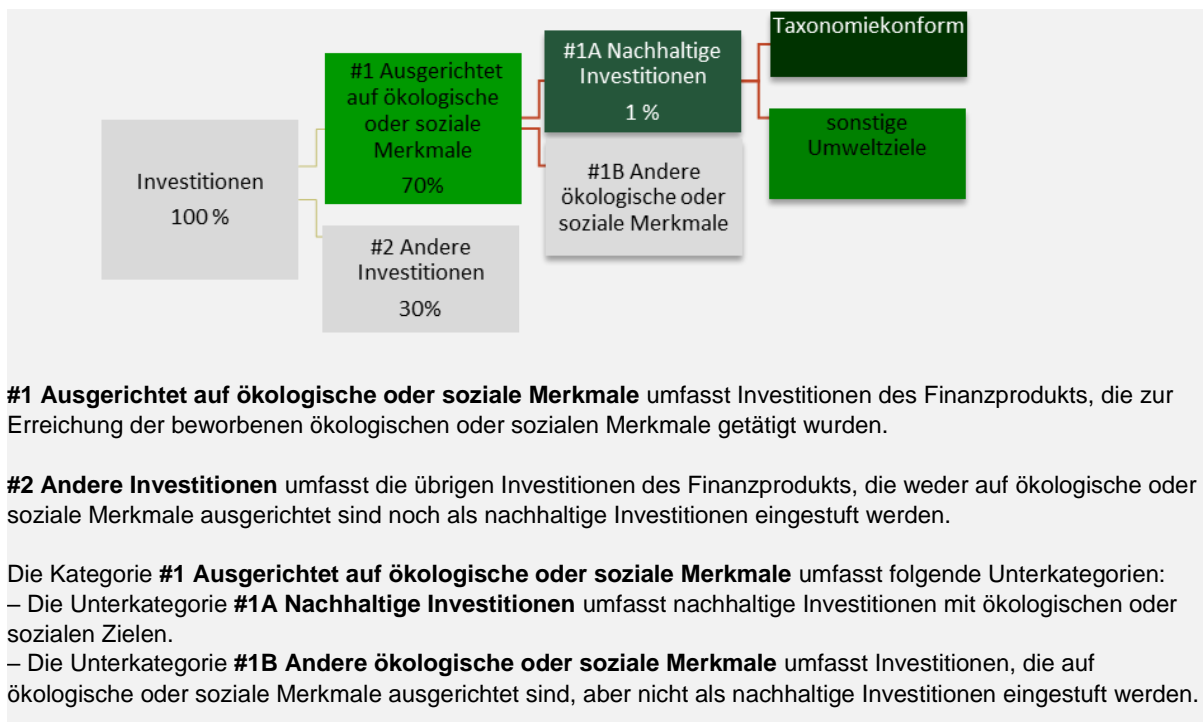 Investitionen
100 %
#1 Ausgerichtet
auf ökologische
oder soziale
Merkmale
70%
#2 Andere
Investitionen
30%
#1A Nachhaltige
Investitionen
1 %
#1B Andere
ökologische oder
soziale Merkmale
Taxonomiekonform
sonstige
Umweltziele
#1 Ausgerichtet auf ökologische oder soziale Merkmale umfasst Investitionen des Finanzprodukts, die zur
Erreichung der beworbenen ökologischen oder sozialen Merkmale getätigt wurden.
#2 Andere Investitionen umfasst die übrigen Investitionen des Finanzprodukts, die weder auf ökologische oder
soziale Merkmale ausgerichtet sind noch als nachhaltige Investitionen eingestuft werden.
Die Kategorie #1 Ausgerichtet auf ökologische oder soziale Merkmale umfasst folgende Unterkategorien:
– Die Unterkategorie #1A Nachhaltige Investitionen umfasst nachhaltige Investitionen mit ökologischen oder
sozialen Zielen.
– Die Unterkategorie #1B Andere ökologische oder soziale Merkmale umfasst Investitionen, die auf
ökologische oder soziale Merkmale ausgerichtet sind, aber nicht als nachhaltige Investitionen eingestuft werden.